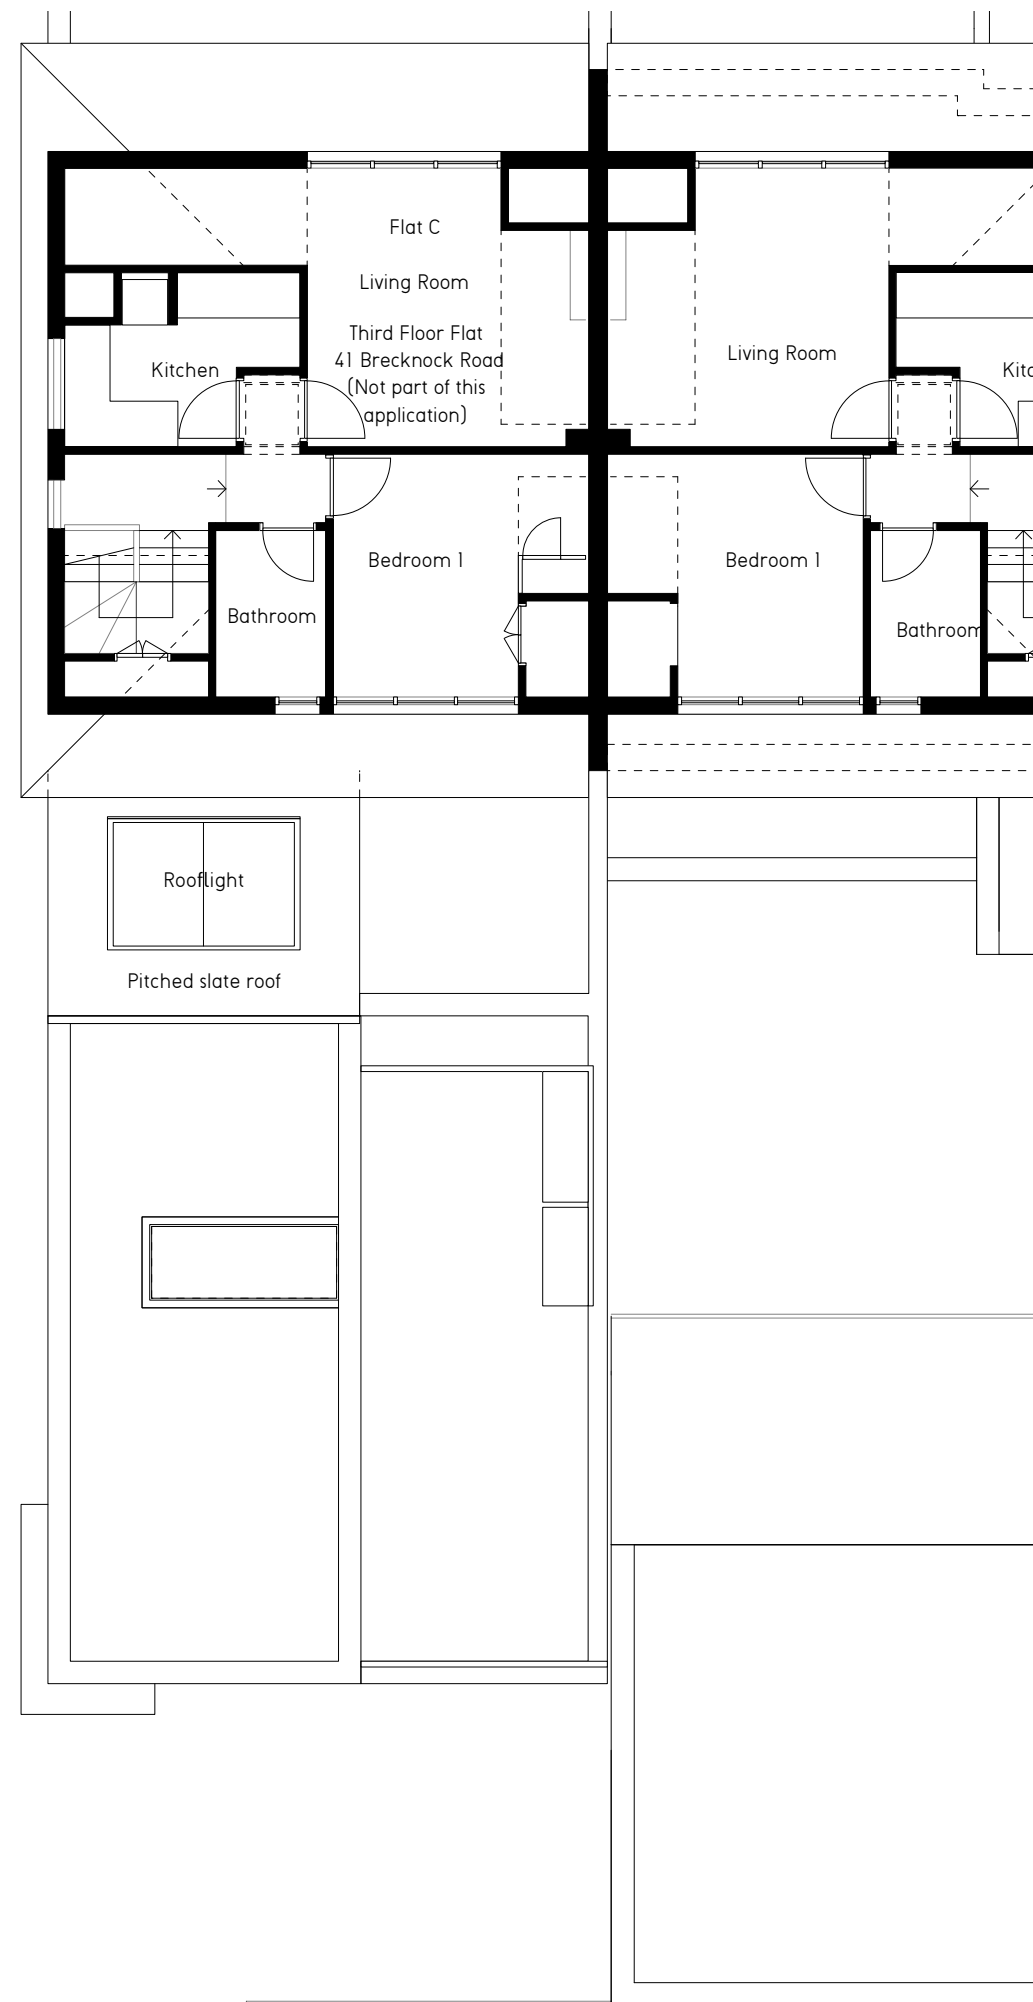 Flat C
Living Room
Third Floor Flat
41 Brecknock Road
(Not part of this
application)
Kitchen
Living Room
Kitc
Bedroom 1
Bathroom
Bedroom 1
Bathroom
Rooflight
Pitched slate roof